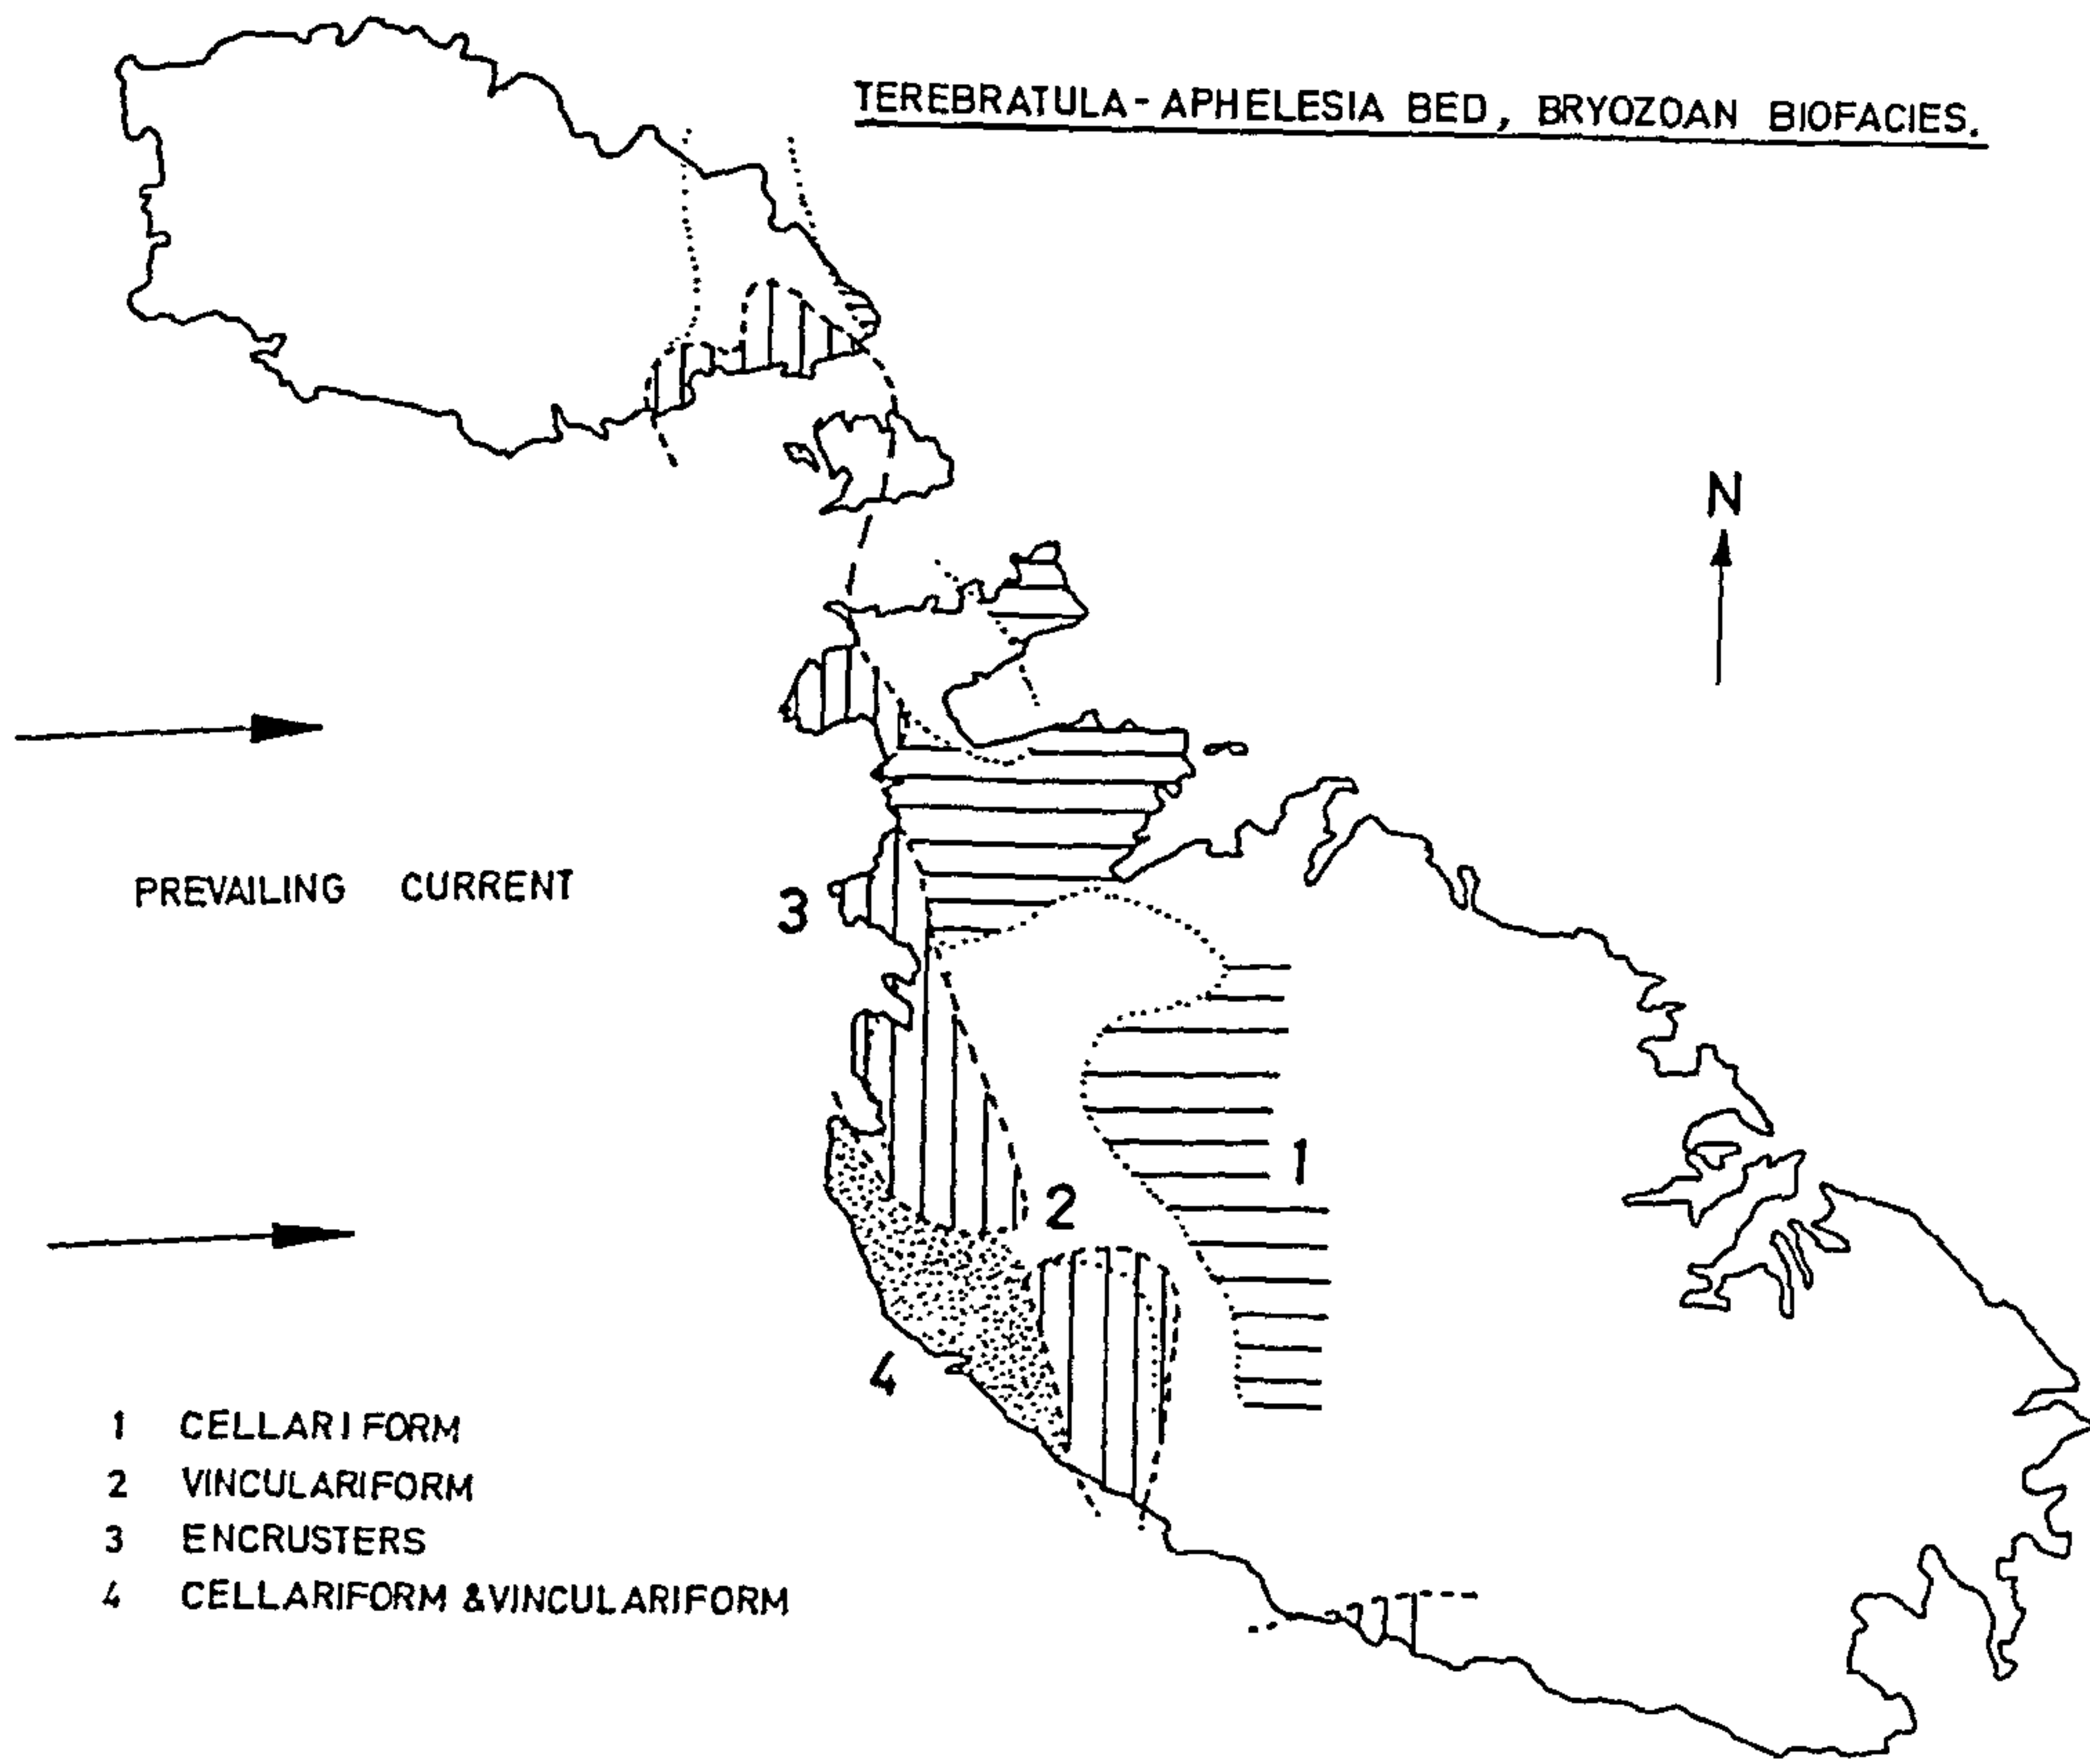 TEREBRATULA-APHELESIA BED, BRYOZOAN BIOFACIES.
N
PREVAILING CURRENT
3
1
2
4
1 CELLARIFORM
2 VINCULARIFORM
3 ENCRUSTERS
4 CELLARIFORM &VINCULARIFORM